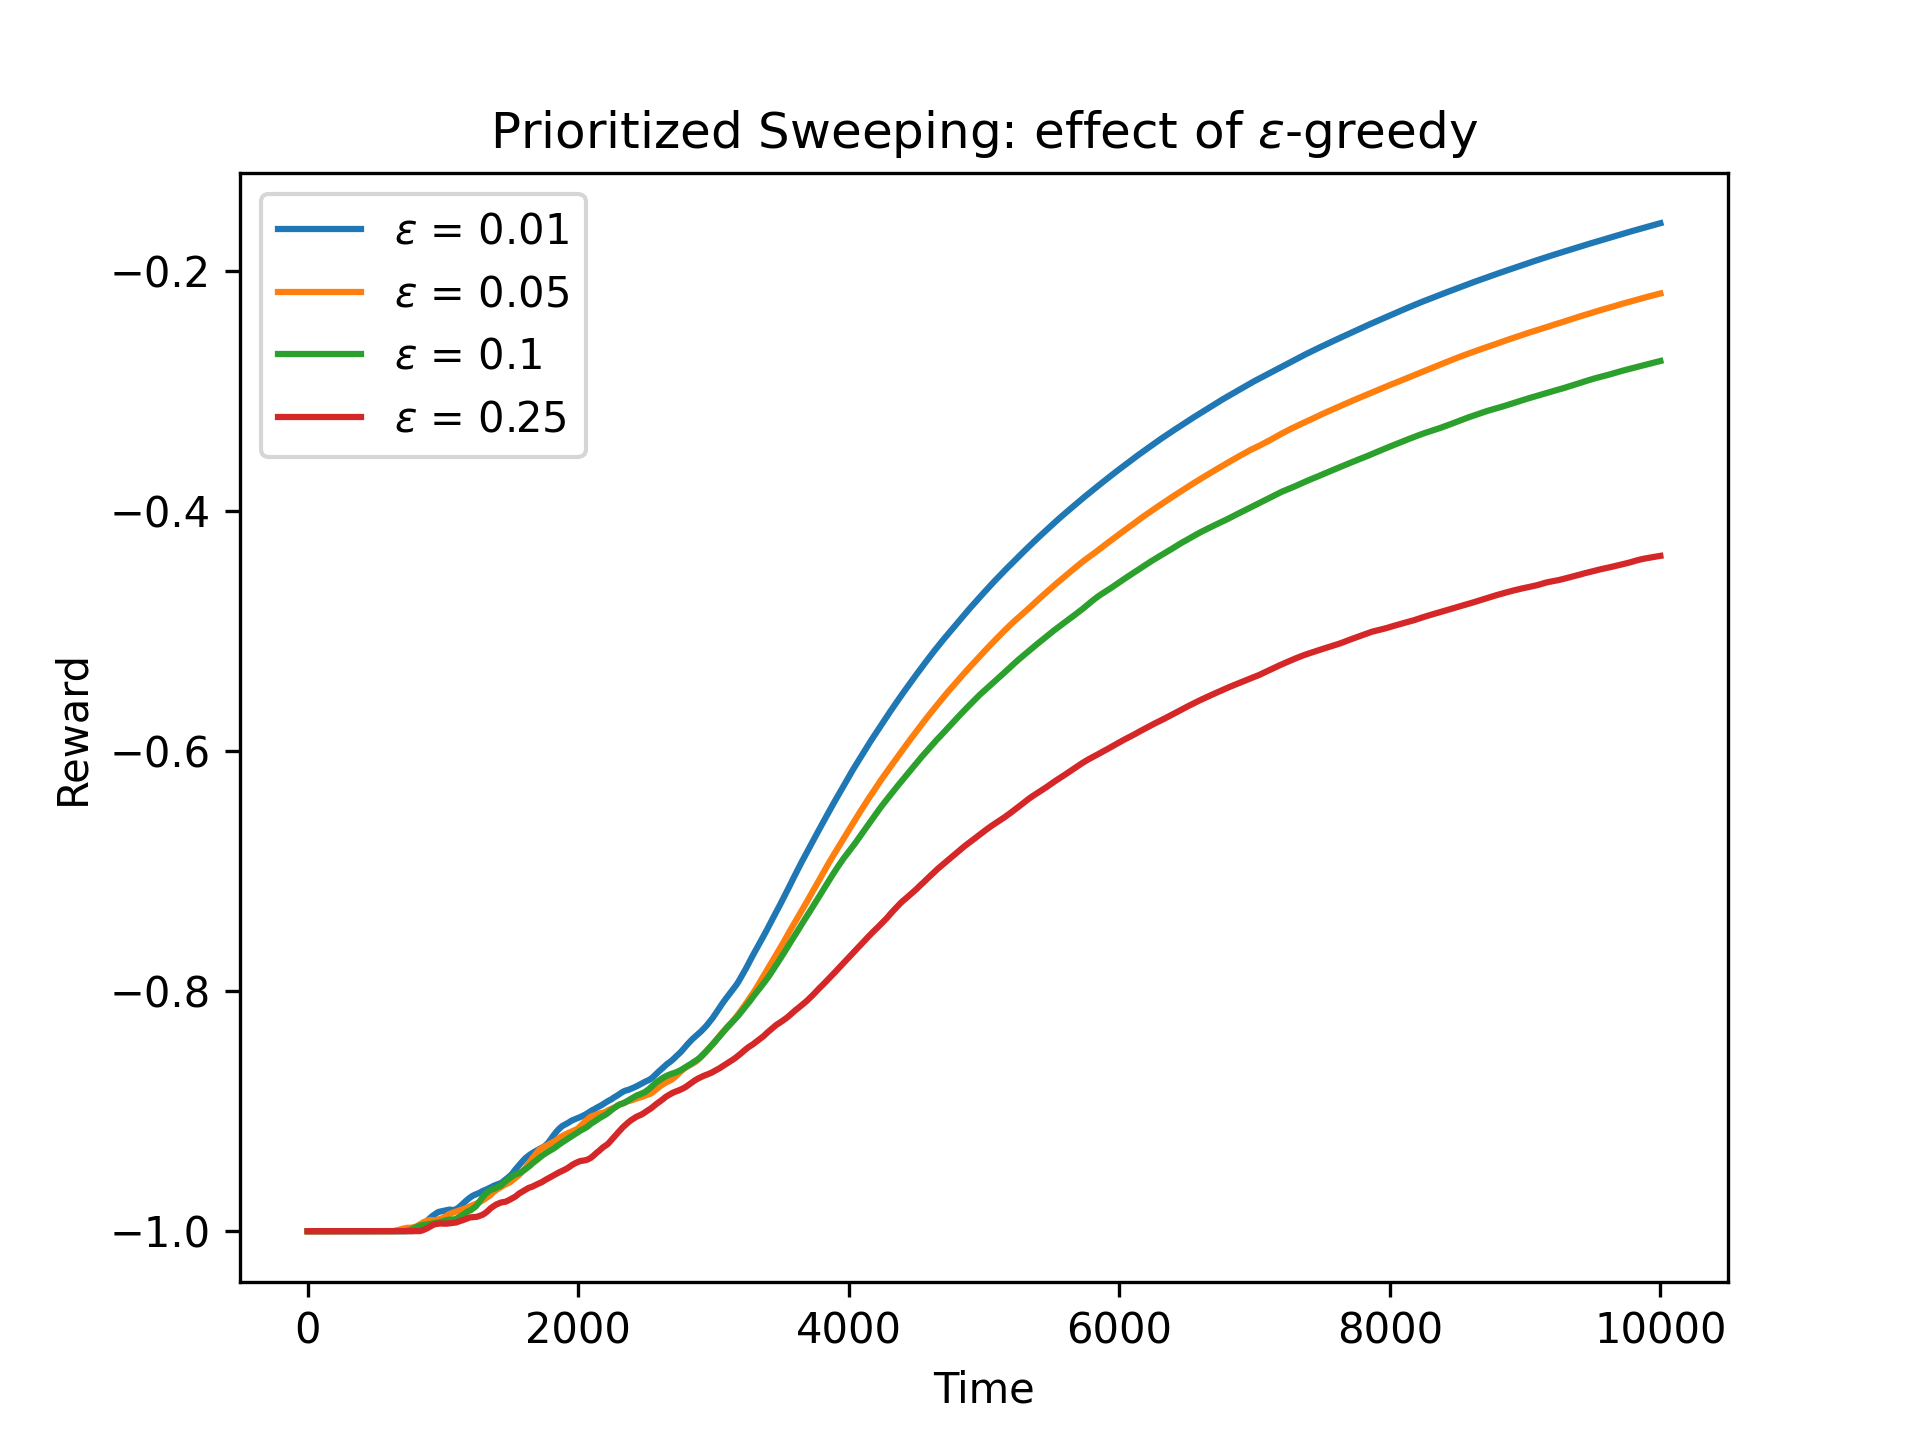 Prioritized Sweeping: effect of ε-greedy
ε = 0.01
ε = 0.05
ε = 0.1
ε = 0.25
−0.2
−0.4
−0.6
−0.8
−1.0
Reward
0 2000 4000 6000 8000 10000
Time